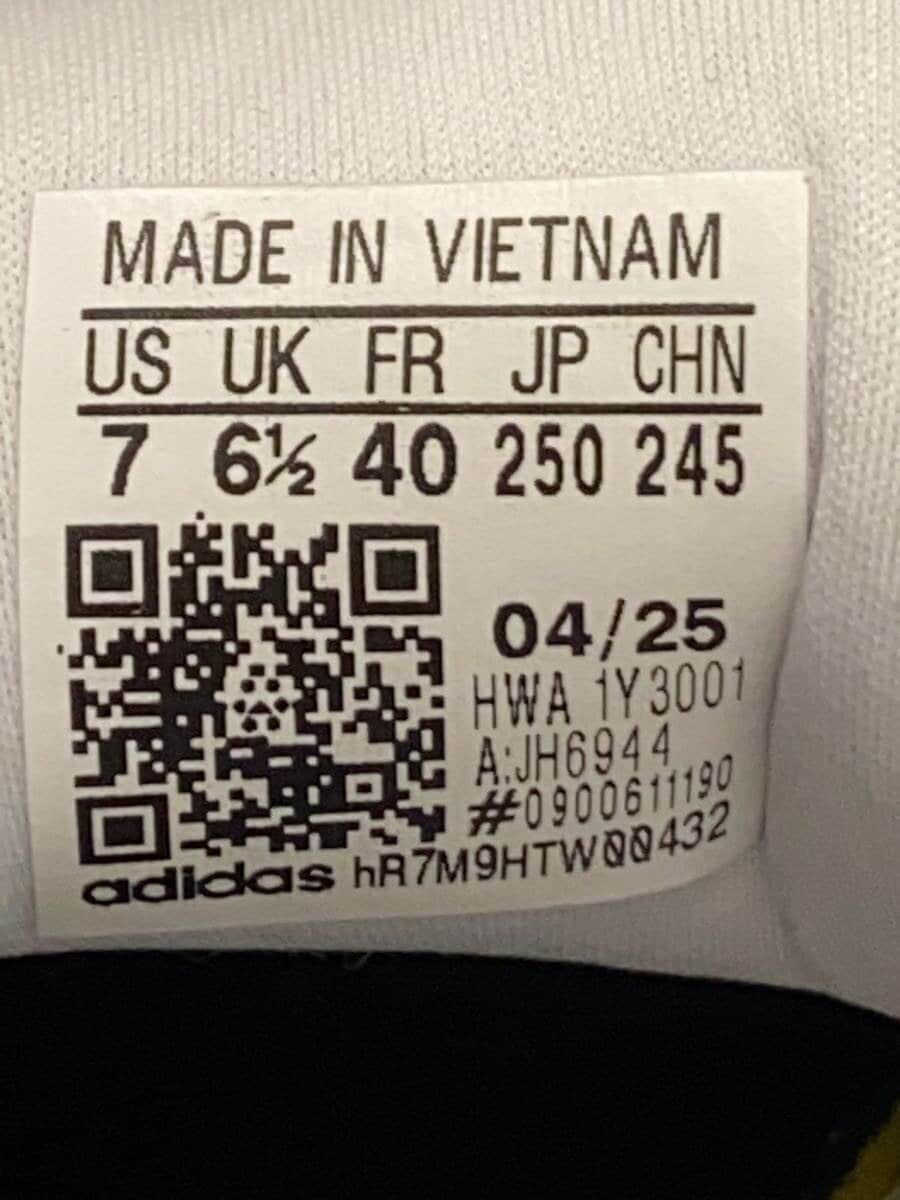 MADE IN VIETNAM
US UK FR JP CHN
7 6½ 40 250 245
04/25
HWA 1Y3001
A:JH6944
#0900611190
adidas hR7M9HTW00432